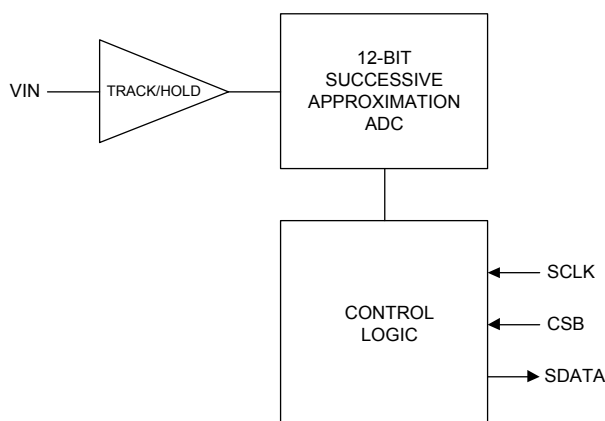 VIN
TRACK/HOLD
12-BIT
SUCCESSIVE
APPROXIMATION
ADC
CONTROL
LOGIC
SCLK
CSB
SDATA